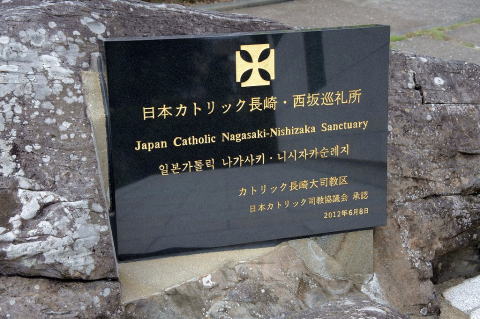 日本カトリック長崎・西坂巡礼所
Japan Catholic Nagasaki-Nishizaka Sanctuary
일본가톨릭 나가사키・니시자카순례지
カトリック長崎大司教区
日本カトリック司教協議会 承認
2012年6月8日